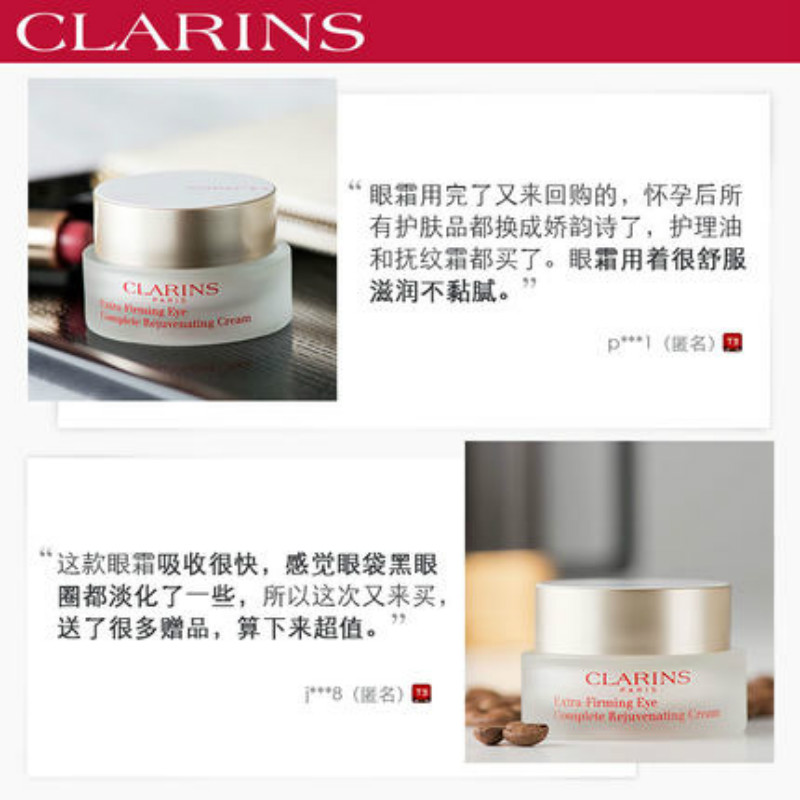 CLARINS
CLARINS
PARIS
Extra-Firming Eye
Complete Rejuvenating Cream
“眼霜用完了又来回购的，怀孕后所
有护肤品都换成娇韵诗了，护理油
和抚纹霜都买了。眼霜用着很舒服
滋润不黏腻。”
p***1（匿名）T3
“这款眼霜吸收很快，感觉眼袋黑眼
圈都淡化了一些，所以这次又来买，
送了很多赠品，算下来超值。”
j***8（匿名）T3
CLARINS
PARIS
Extra-Firming Eye
Complete Rejuvenating Cream